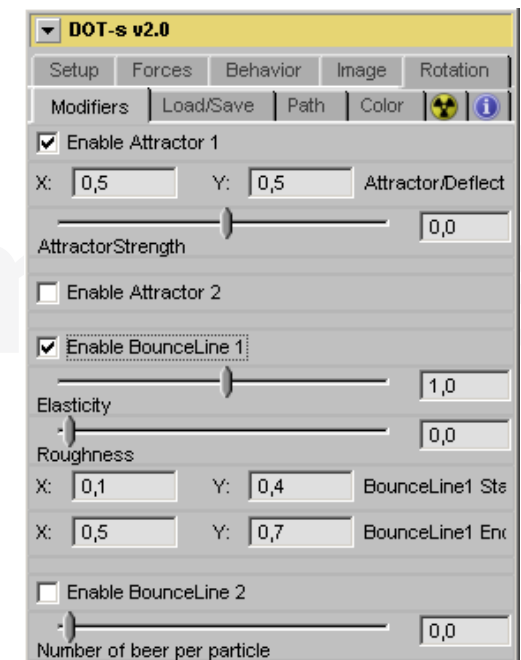 DOT-s v2.0
Setup Forces Behavior Image Rotation
Modifiers Load/Save Path Color
Enable Attractor 1
X: 0,5 Y: 0,5 Attractor/Deflect
0,0
AttractorStrength
Enable Attractor 2
Enable BounceLine 1
1,0
Elasticity
0,0
Roughness
X: 0,1 Y: 0,4 BounceLine1 Sta
X: 0,5 Y: 0,7 BounceLine1 End
Enable BounceLine 2
0,0
Number of beer per particle